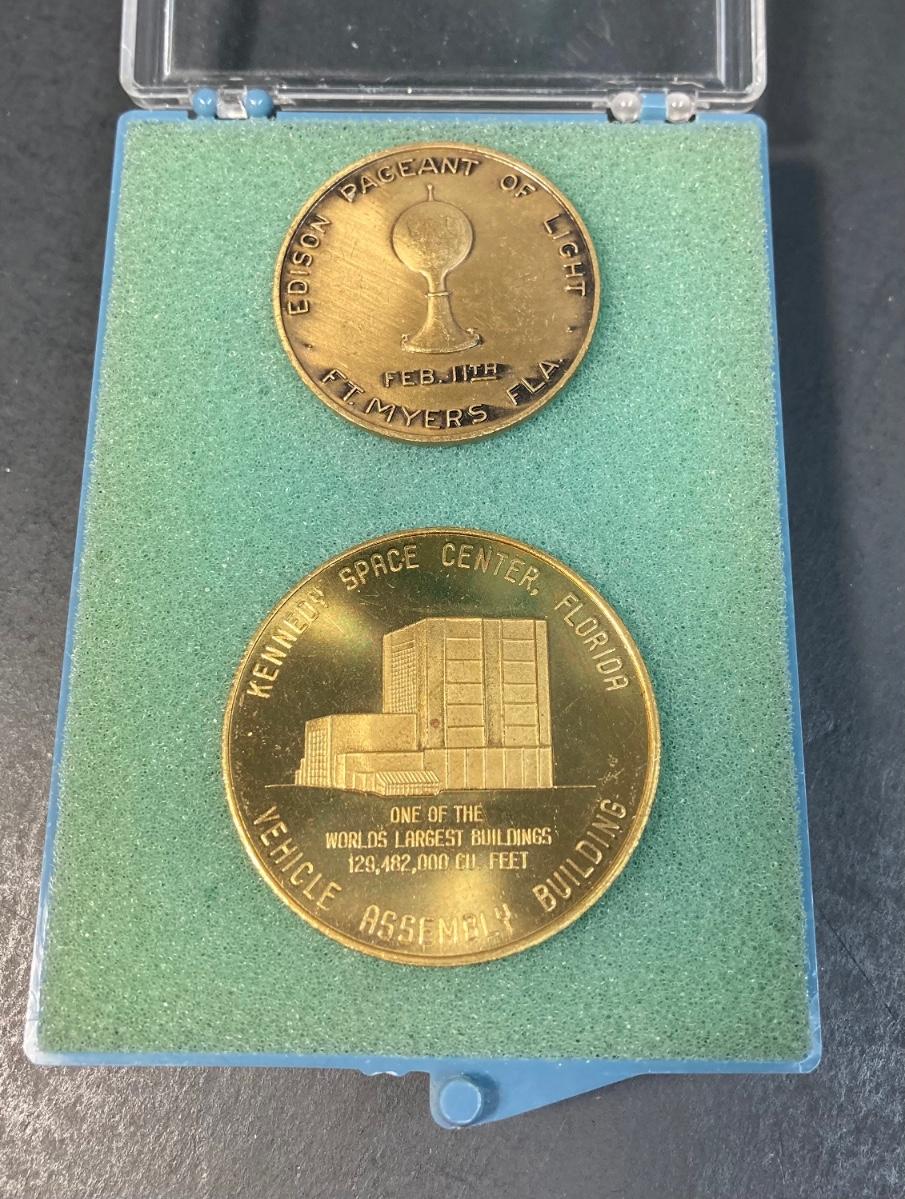 EDISON PAGEANT OF LIGHT
FEB. 11TH
FT. MYERS FLA.
KENNEDY SPACE CENTER, FLORIDA
ONE OF THE
WORLDS LARGEST BUILDINGS
129,482,000 CU. FEET
VEHICLE ASSEMBLY BUILDING